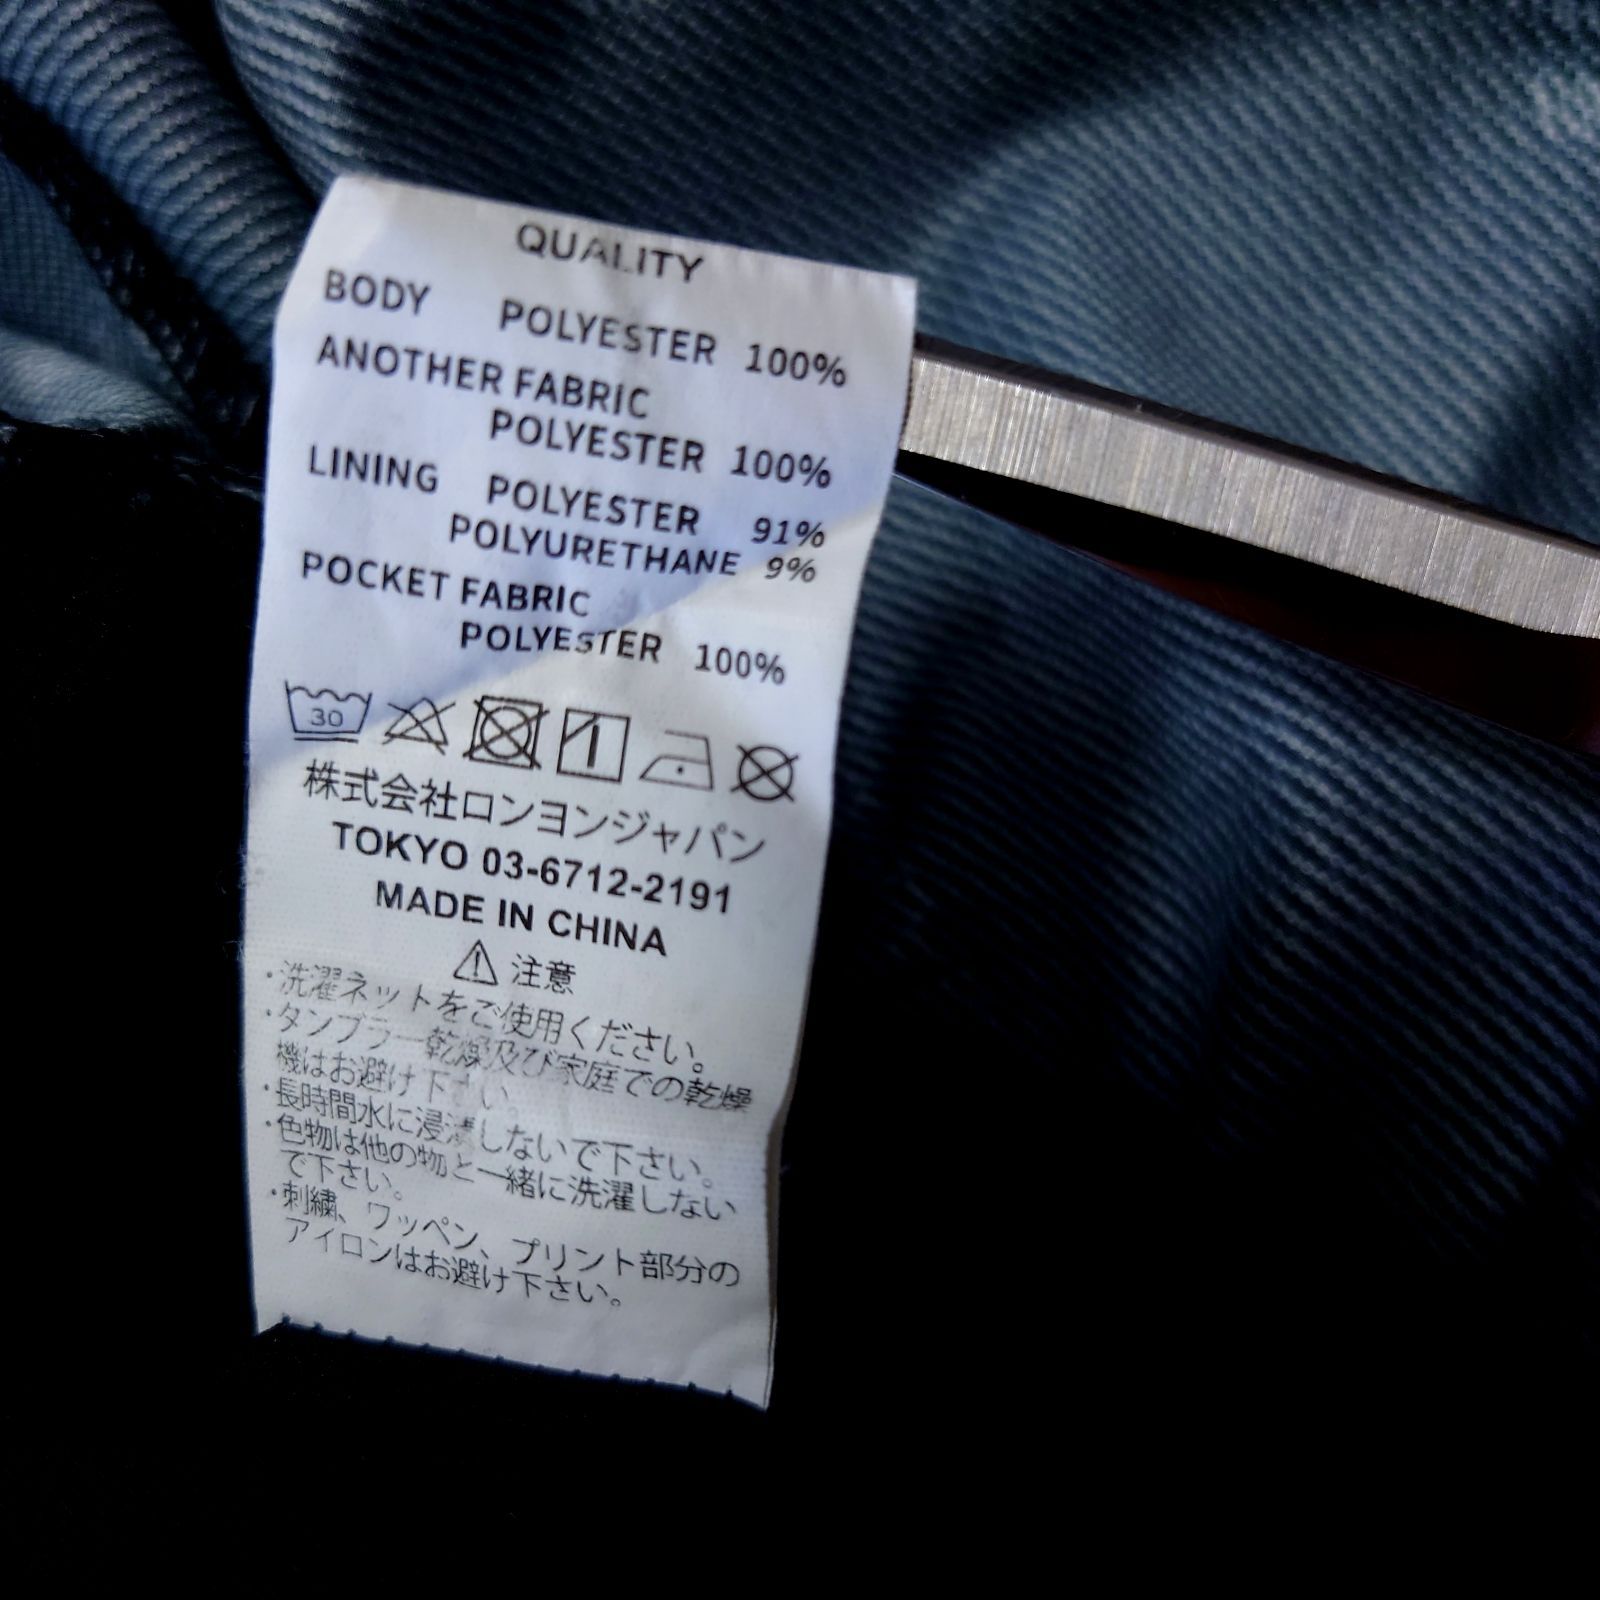 QUALITY
BODY POLYESTER 100%
ANOTHER FABRIC
POLYESTER 100%
LINING POLYESTER 91%
POLYURETHANE 9%
POCKET FABRIC
POLYESTER 100%
30
株式会社ロンヨンジャパン
TOKYO 03-6712-2191
MADE IN CHINA
注意
・洗濯ネットをご使用ください。
・タンブラー乾燥及び家庭での乾燥
機はお避け下さい。
・長時間水に浸漬しないで下さい。
・色物は他の物と一緒に洗濯しない
で下さい。
・刺繍、ワッペン、プリント部分の
アイロンはお避け下さい。